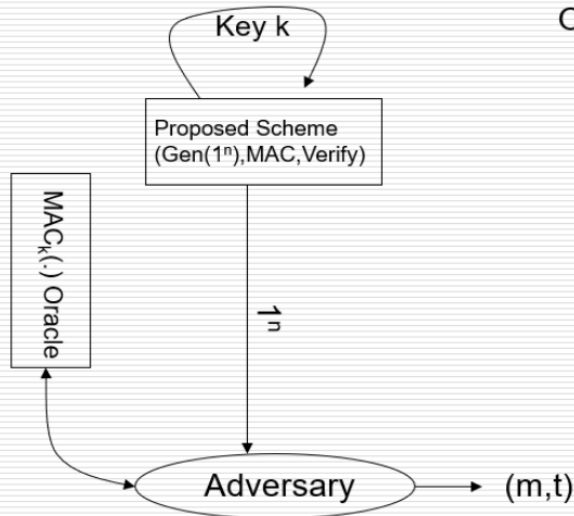 C
Key k
Proposed Scheme
(Gen(1ⁿ),MAC,Verify)
MACₖ(.) Oracle
1ⁿ
Adversary
(m,t)